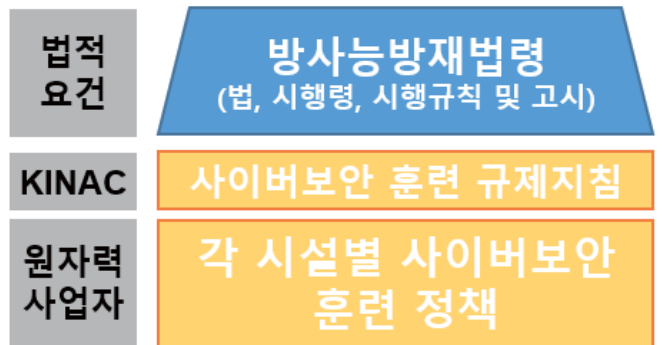 법적
요건
방사능방재법령
(법, 시행령, 시행규칙 및 고시)
KINAC
사이버보안 훈련 규제지침
원자력
사업자
각 시설별 사이버보안
훈련 정책